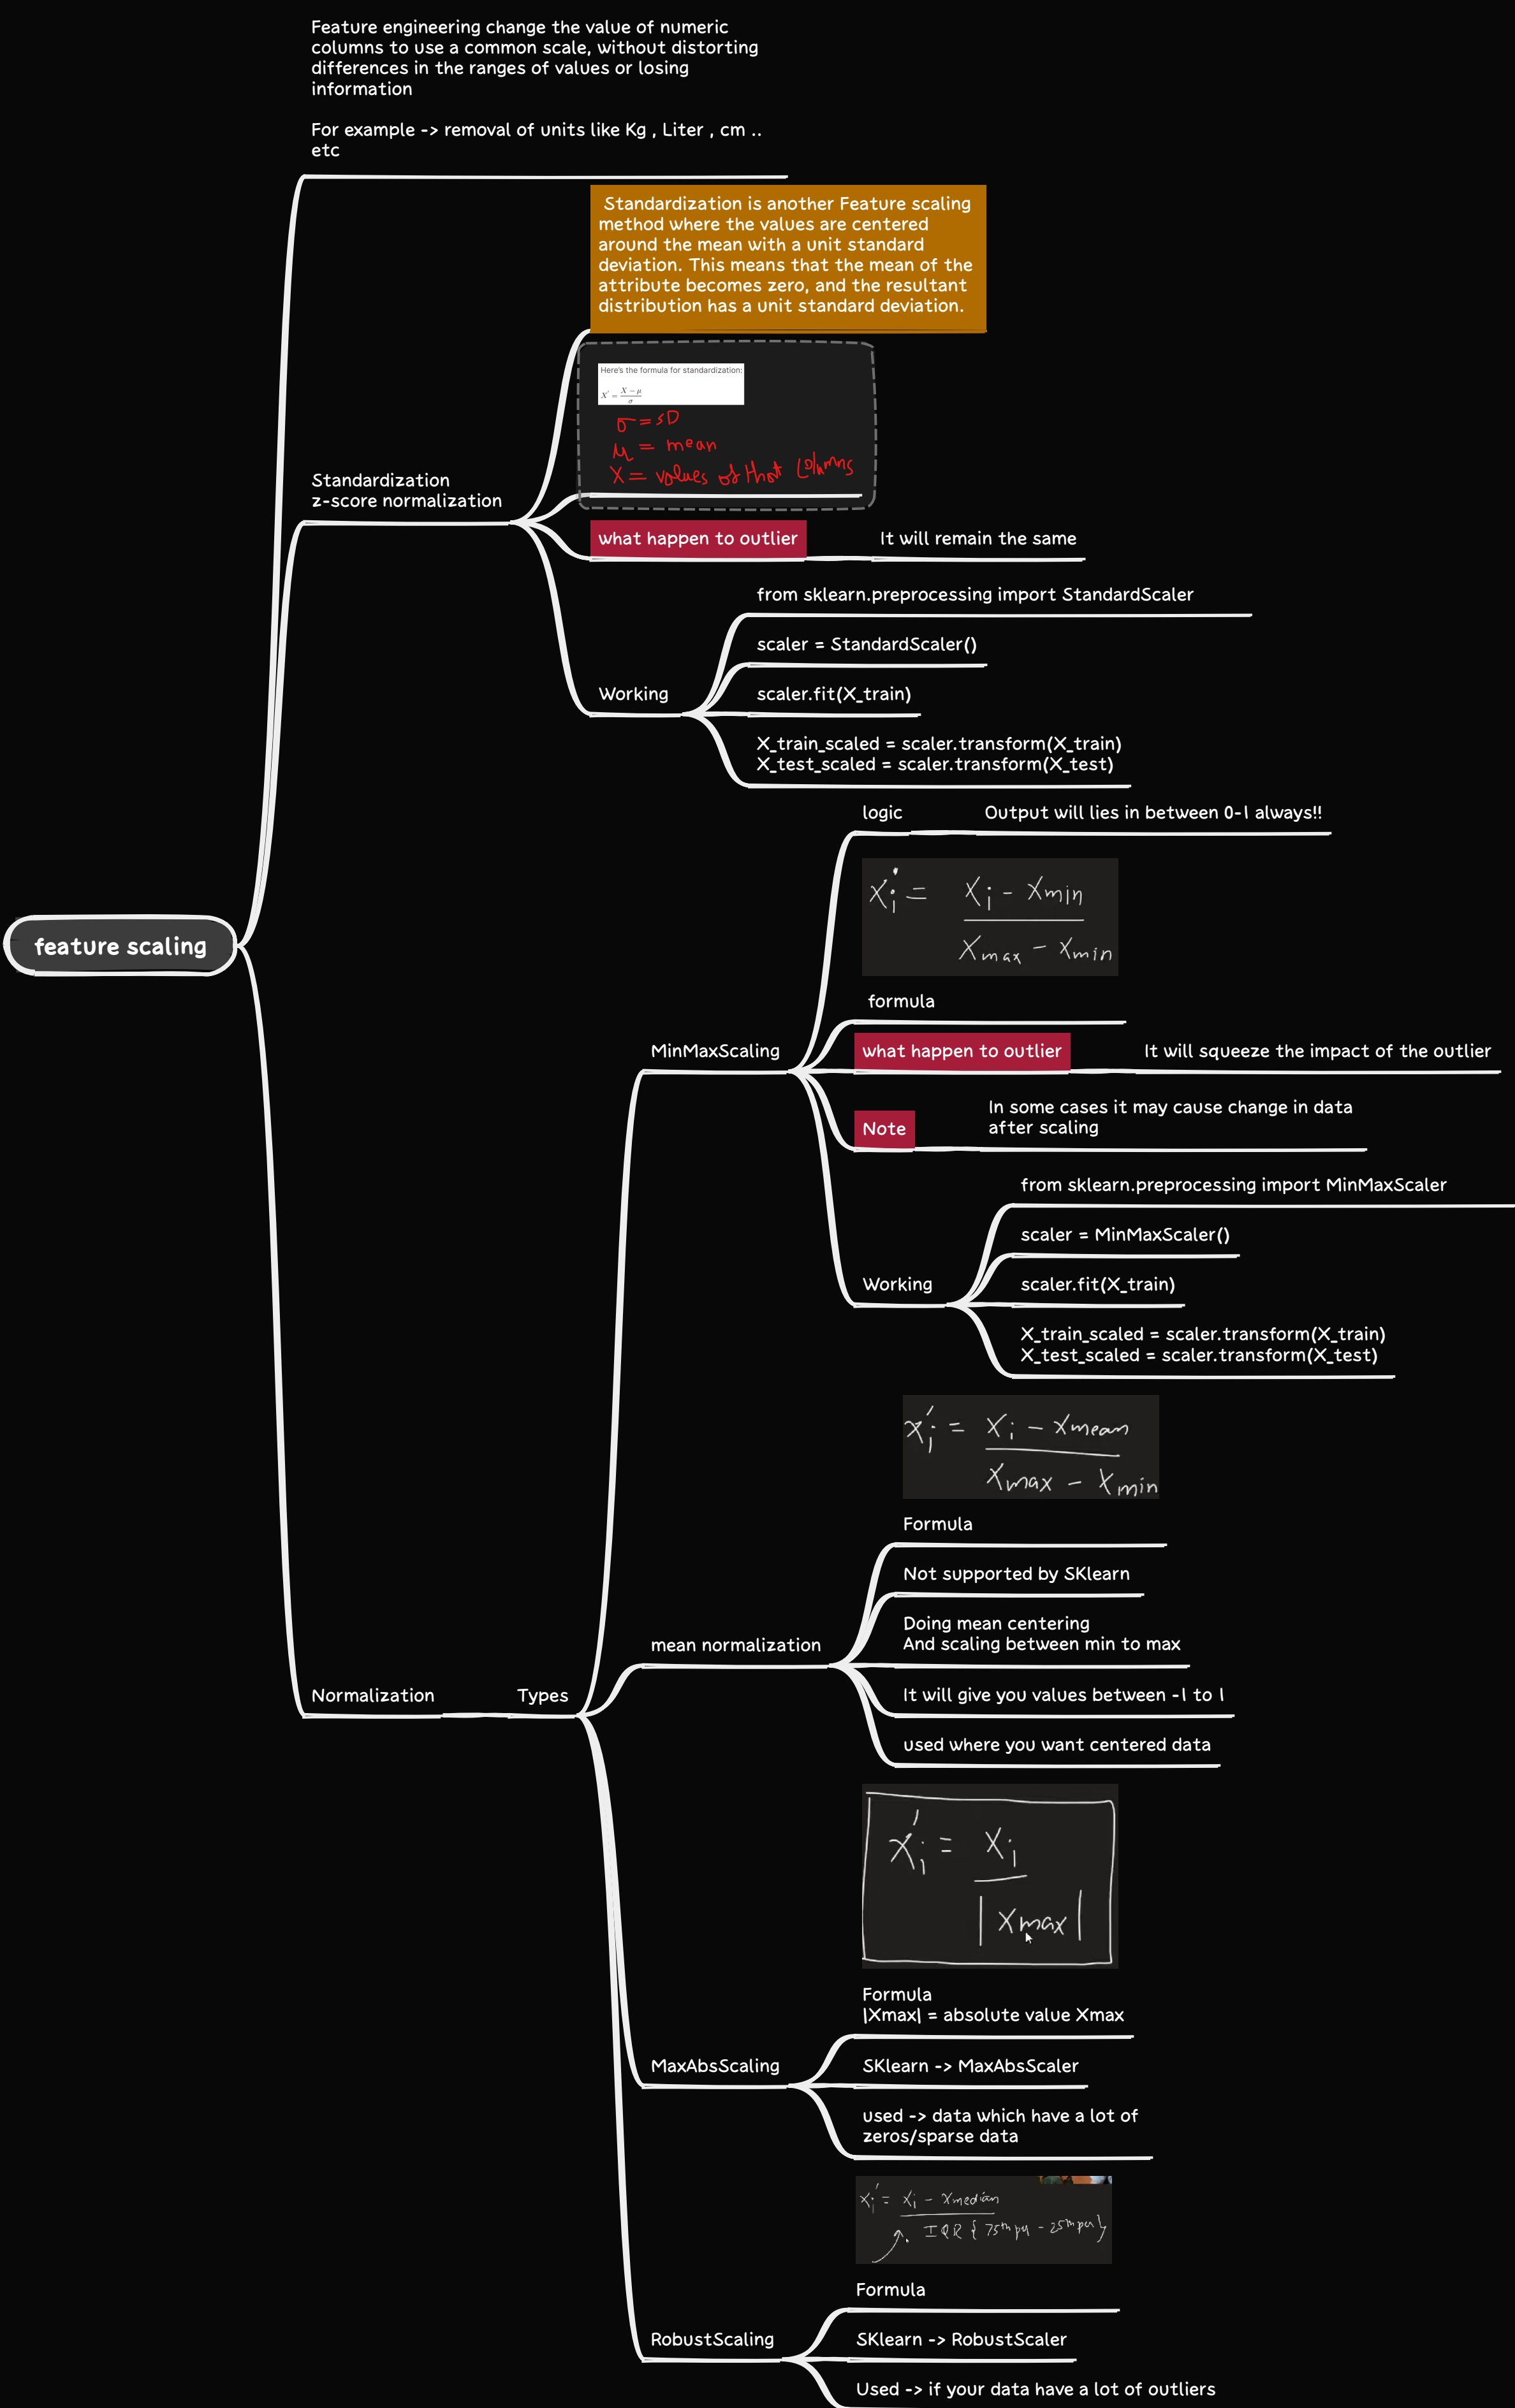 Feature engineering change the value of numeric
columns to use a common scale, without distorting
differences in the ranges of values or losing
information
For example -> removal of units like Kg , Liter , cm ..
etc
Standardization is another Feature scaling
method where the values are centered
around the mean with a unit standard
deviation. This means that the mean of the
attribute becomes zero, and the resultant
distribution has a unit standard deviation.
Here's the formula for standardization:
X' = X − μ
σ
σ = SD
μ = mean
X = values of that columns
Standardization
z-score normalization
what happen to outlier
It will remain the same
from sklearn.preprocessing import StandardScaler
scaler = StandardScaler()
Working
scaler.fit(X_train)
X_train_scaled = scaler.transform(X_train)
X_test_scaled = scaler.transform(X_test)
feature scaling
logic
Output will lies in between 0-1 always!!
xi' = xi - xmin
xmax - xmin
formula
MinMaxScaling
what happen to outlier
It will squeeze the impact of the outlier
Note
In some cases it may cause change in data
after scaling
from sklearn.preprocessing import MinMaxScaler
scaler = MinMaxScaler()
Working
scaler.fit(X_train)
X_train_scaled = scaler.transform(X_train)
X_test_scaled = scaler.transform(X_test)
xi' = xi - xmean
xmax - xmin
Formula
Not supported by SKlearn
Doing mean centering
And scaling between min to max
mean normalization
It will give you values between -1 to 1
used where you want centered data
Normalization
Types
xi' = xi
|xmax|
Formula
|Xmax| = absolute value Xmax
MaxAbsScaling
SKlearn -> MaxAbsScaler
used -> data which have a lot of
zeros/sparse data
xi' = xi - xmedian
IQR {75th per - 25th per}
Formula
RobustScaling
SKlearn -> RobustScaler
Used -> if your data have a lot of outliers